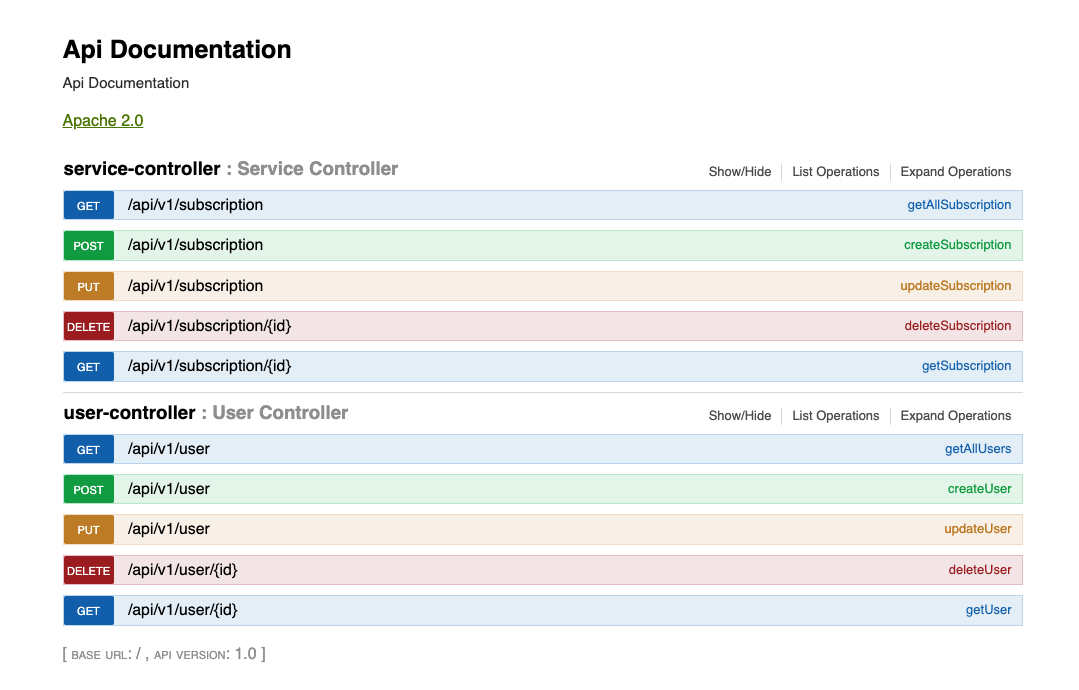 Api Documentation
Api Documentation
Apache 2.0
service-controller : Service Controller Show/Hide List Operations Expand Operations
GET /api/v1/subscription getAllSubscription
POST /api/v1/subscription createSubscription
PUT /api/v1/subscription updateSubscription
DELETE /api/v1/subscription/{id} deleteSubscription
GET /api/v1/subscription/{id} getSubscription
user-controller : User Controller Show/Hide List Operations Expand Operations
GET /api/v1/user getAllUsers
POST /api/v1/user createUser
PUT /api/v1/user updateUser
DELETE /api/v1/user/{id} deleteUser
GET /api/v1/user/{id} getUser
[ BASE URL: / , API VERSION: 1.0 ]